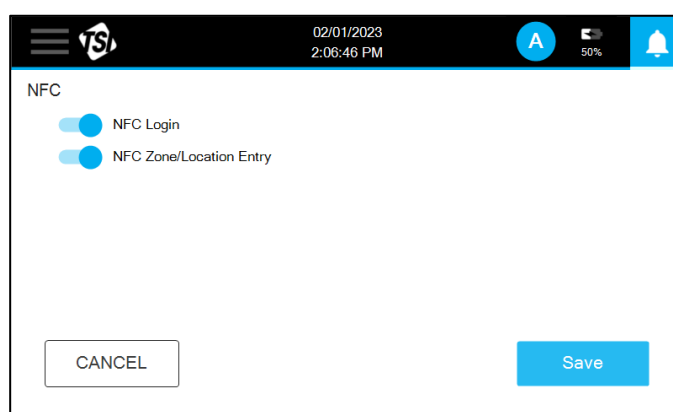 TSI
02/01/2023
2:06:46 PM
A
50%
NFC
NFC Login
NFC Zone/Location Entry
CANCEL
Save